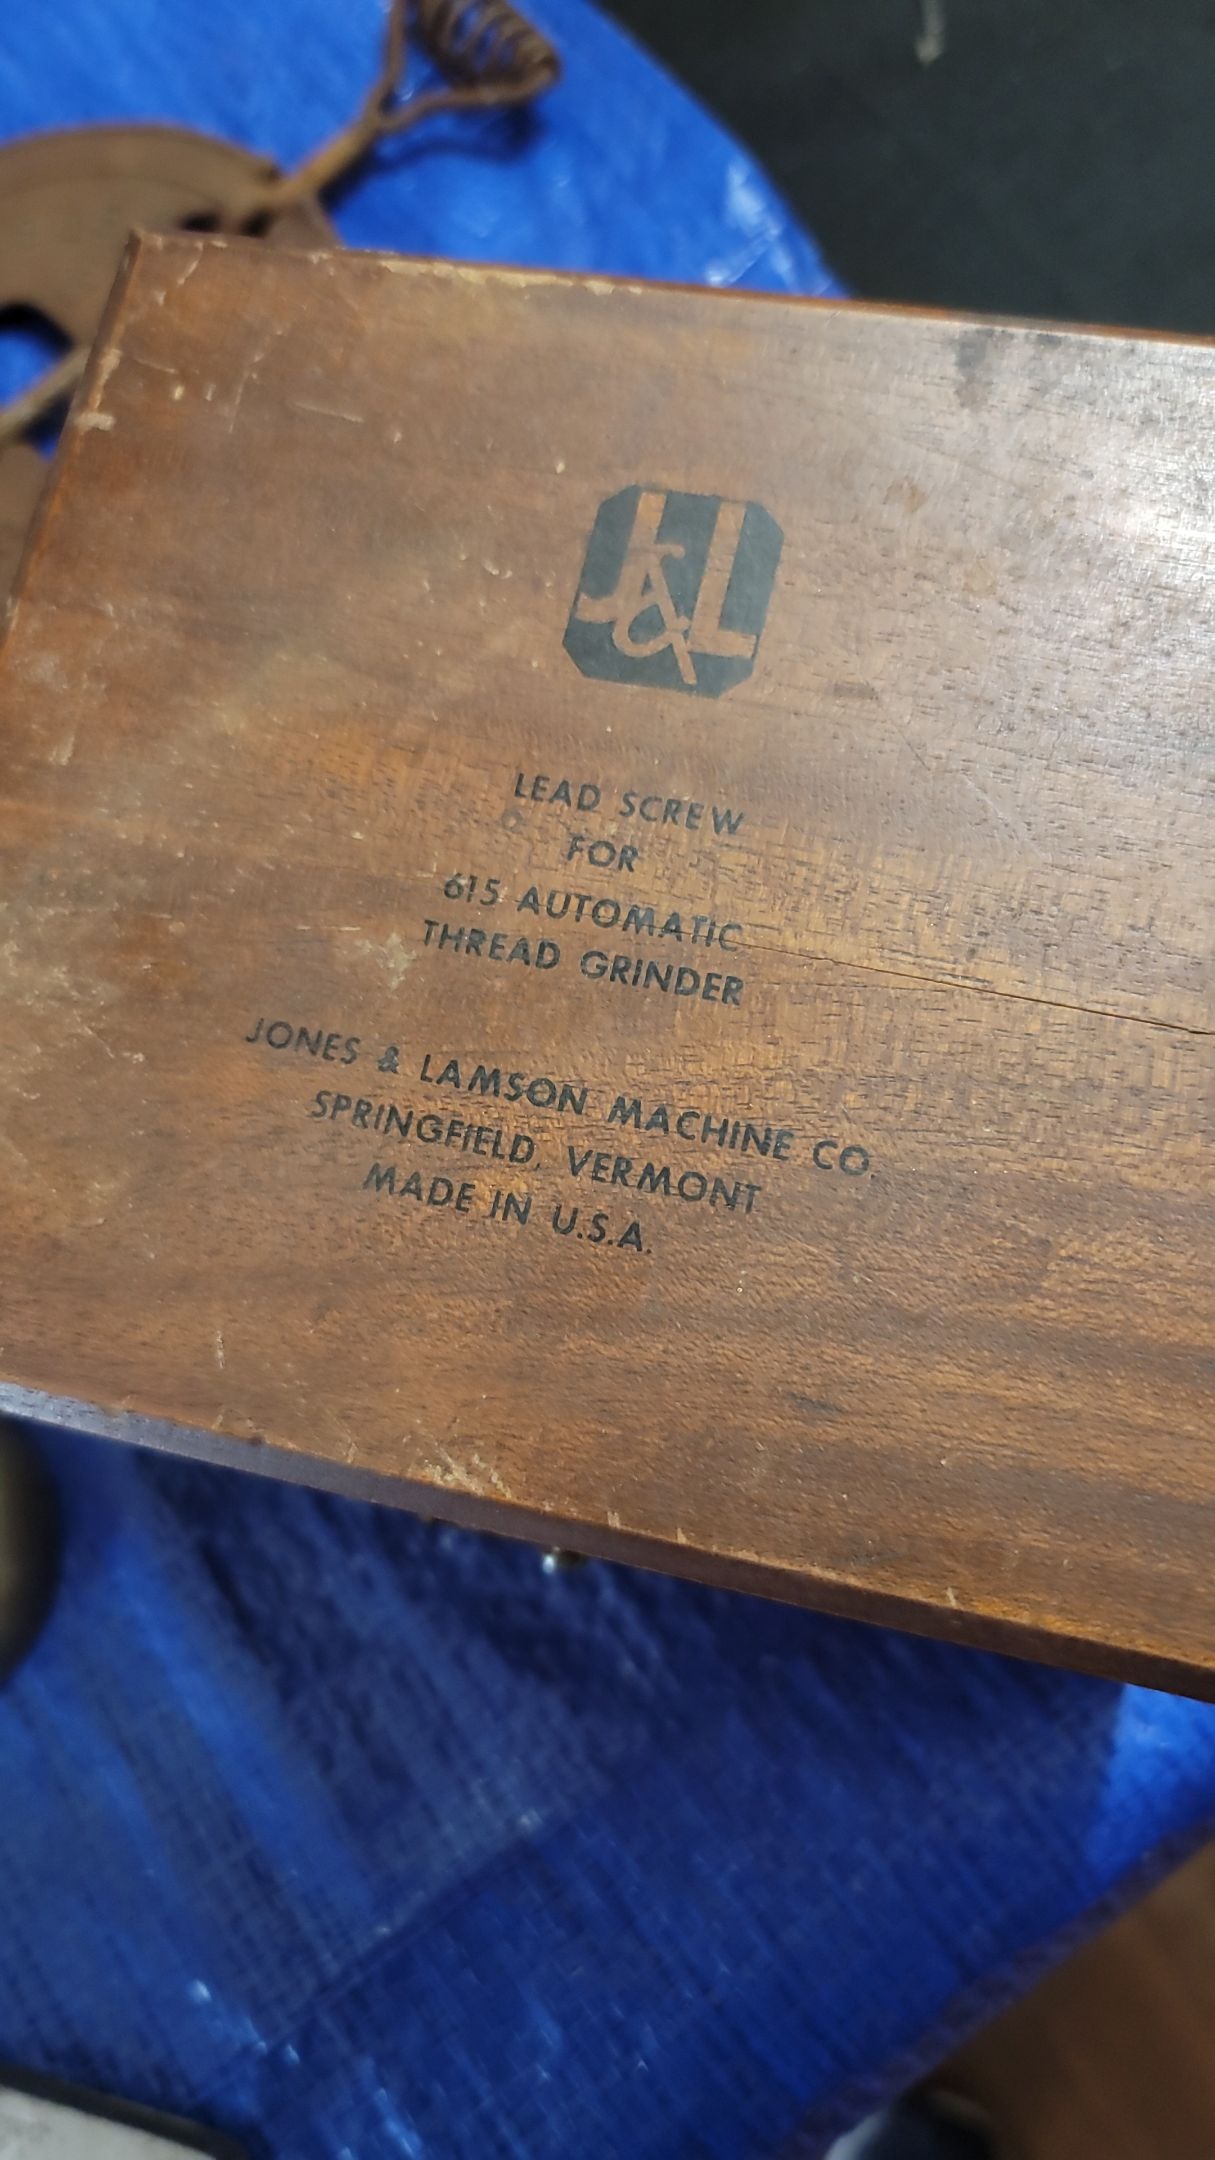 J&L
LEAD SCREW
FOR
615 AUTOMATIC
THREAD GRINDER
JONES & LAMSON MACHINE CO.
SPRINGFIELD, VERMONT
MADE IN U.S.A.